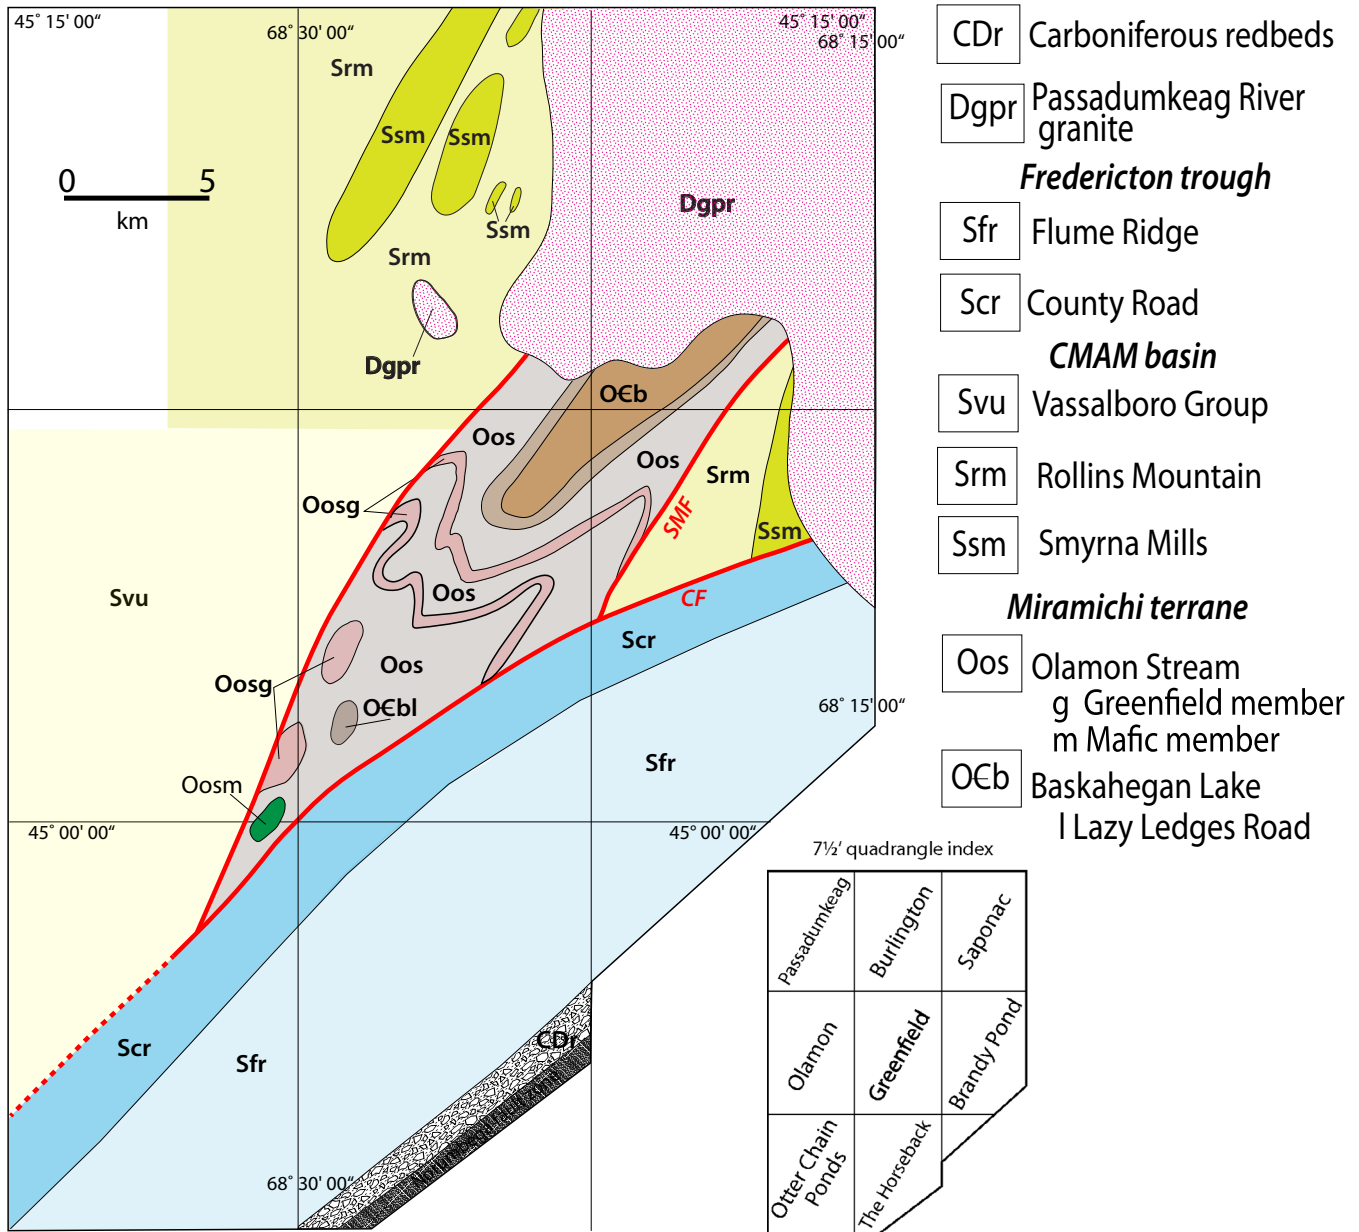 45° 15' 00"
68° 30' 00"
45° 15' 00"
68° 15' 00"
Srm
Ssm
Ssm
0 5
km
Ssm
Dgpr
Srm
Dgpr
OЄb
Oos
Oos
Srm
Oosg
SMF
Ssm
Oos
Svu
CF
Scr
Oos
Oosg
OЄbl
68° 15' 00"
Sfr
Oosm
45° 00' 00"
45° 00' 00"
Scr
Sfr
CDr
68° 30' 00"
CDr Carboniferous redbeds
Dgpr Passadumkeag River
granite
Fredericton trough
Sfr Flume Ridge
Scr County Road
CMAM basin
Svu Vassalboro Group
Srm Rollins Mountain
Ssm Smyrna Mills
Miramichi terrane
Oos Olamon Stream
g Greenfield member
m Mafic member
OЄb Baskahegan Lake
l Lazy Ledges Road
7½' quadrangle index
Passadumkeag
Burlington
Saponac
Olamon
Greenfield
Brandy Pond
Otter Chain
Ponds
The Horseback